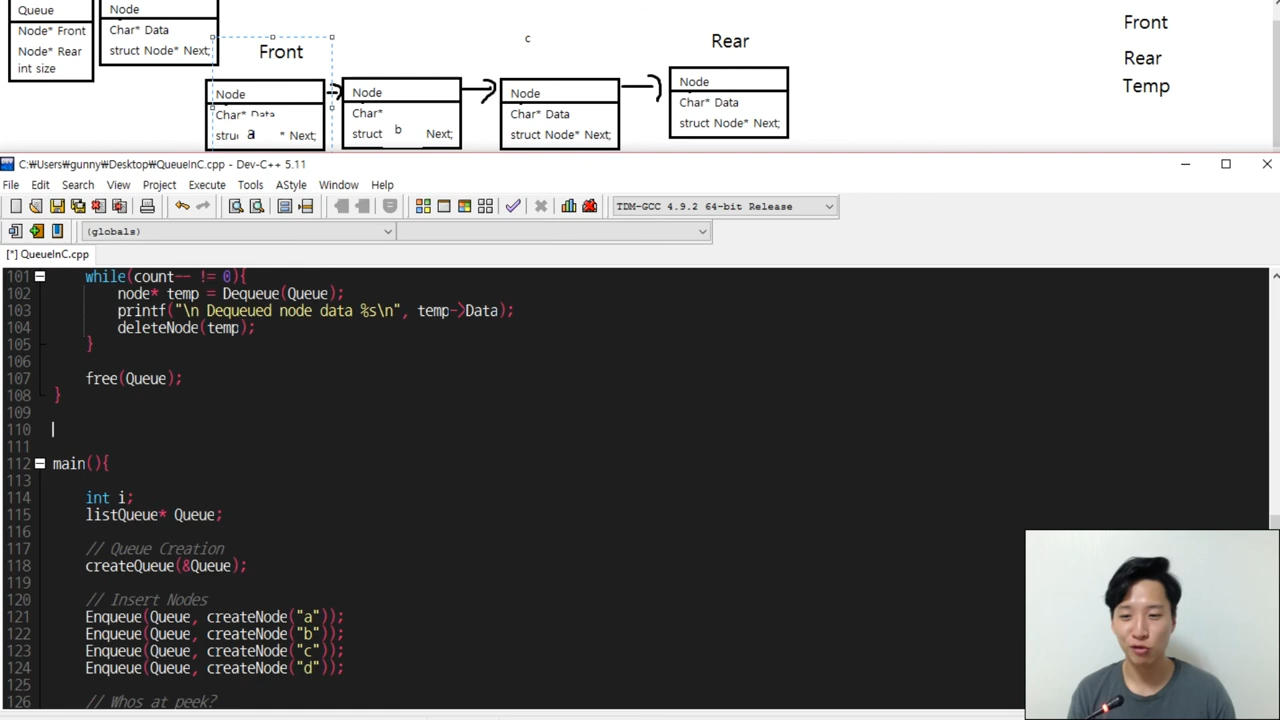 Queue
Node* Front
Node* Rear
int size
Node
Char* Data
struct Node* Next;
Front
Node
Char* Data
struc a * Next;
Node
Char*
struct b Next;
c
Node
Char* Data
struct Node* Next;
Rear
Node
Char* Data
struct Node* Next;
Front
Rear
Temp
C:₩Users₩gunny₩Desktop₩QueueInC.cpp - Dev-C++ 5.11
File Edit Search View Project Execute Tools AStyle Window Help
TDM-GCC 4.9.2 64-bit Release
(globals)
[*] QueueInC.cpp
101 while(count-- != 0){
102 node* temp = Dequeue(Queue);
103 printf("\n Dequeued node data %s\n", temp->Data);
104 deleteNode(temp);
105 }
106
107 free(Queue);
108 }
109
110
111
112 main(){
113
114 int i;
115 listQueue* Queue;
116
117 // Queue Creation
118 createQueue(&Queue);
119
120 // Insert Nodes
121 Enqueue(Queue, createNode("a"));
122 Enqueue(Queue, createNode("b"));
123 Enqueue(Queue, createNode("c"));
124 Enqueue(Queue, createNode("d"));
125
126 // Whos at peek?